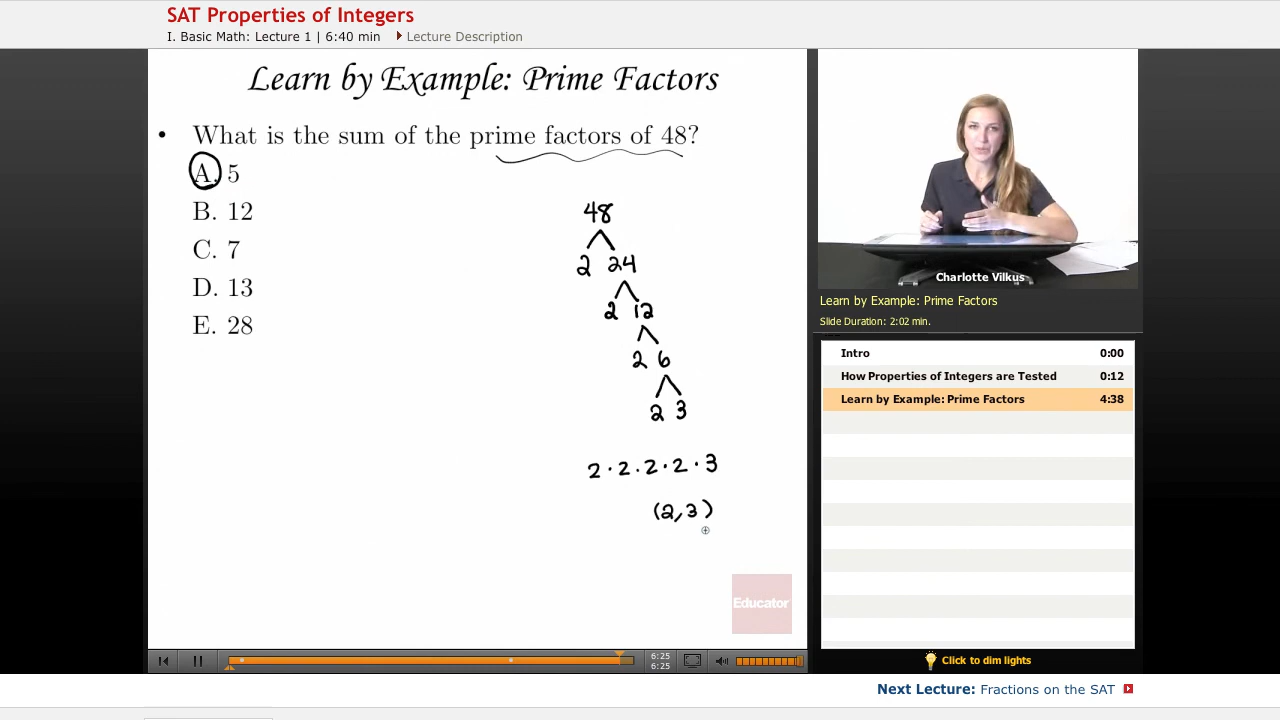 SAT Properties of Integers
I. Basic Math: Lecture 1 | 6:40 min Lecture Description
Learn by Example: Prime Factors
• What is the sum of the prime factors of 48?
A. 5
B. 12
C. 7
D. 13
E. 28
48
2 24
2 12
2 6
2 3
2 · 2 · 2 · 2 · 3
(2,3)
Educator
6:25
6:25
Charlotte Vilkus
Learn by Example: Prime Factors
Slide Duration: 2:02 min.
Intro 0:00
How Properties of Integers are Tested 0:12
Learn by Example: Prime Factors 4:38
Click to dim lights
Next Lecture: Fractions on the SAT